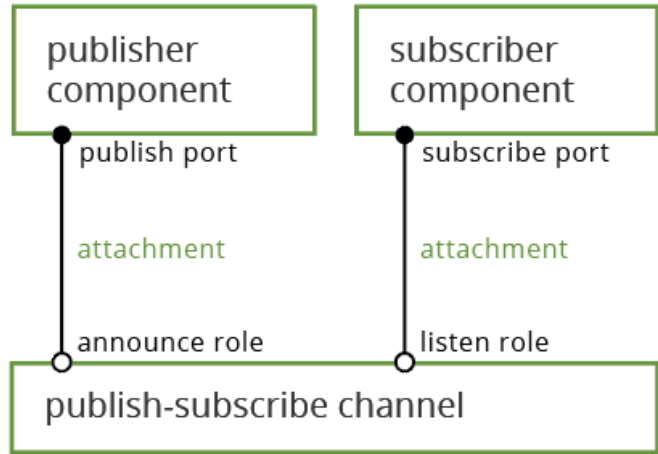 publisher
component
subscriber
component
publish port
subscribe port
attachment
attachment
announce role
listen role
publish-subscribe channel